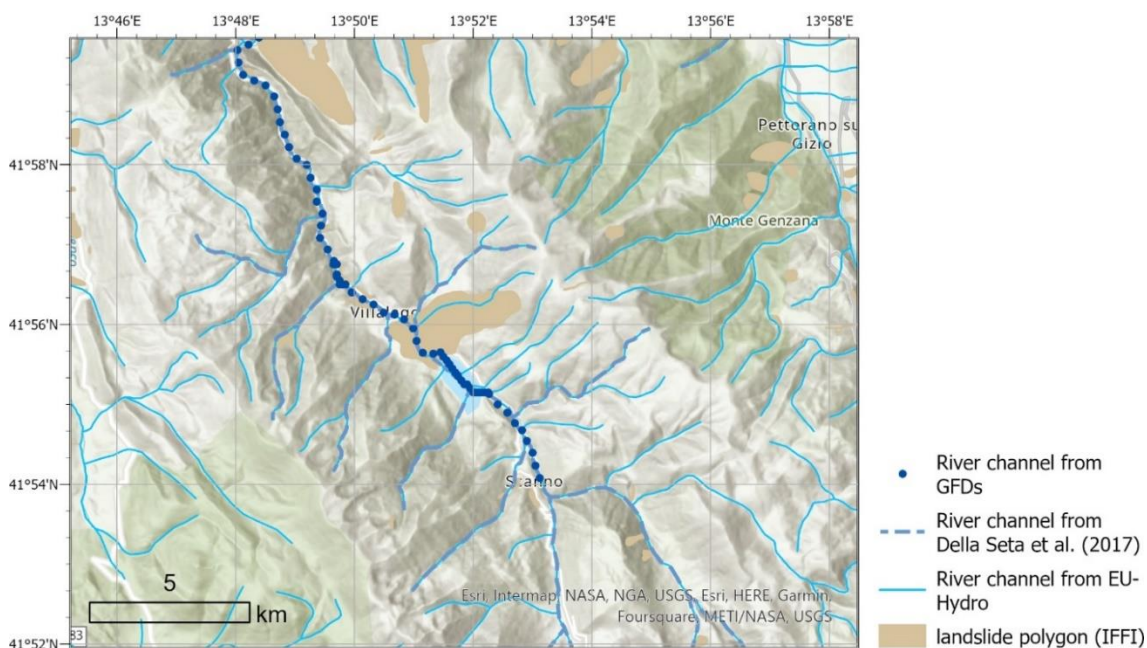 13°46'E 13°48'E 13°50'E 13°52'E 13°54'E 13°56'E 13°58'E
Pettorano su
Gizio
41°58'N
Monte Genzana
41°56'N
Villalago
41°54'N
Scanno
5
km
Esri, Intermap, NASA, NGA, USGS, Esri, HERE, Garmin,
Foursquare, METI/NASA, USGS
41°52'N
83
River channel from
GFDs
River channel from
Della Seta et al. (2017)
River channel from EU-
Hydro
landslide polygon (IFFI)